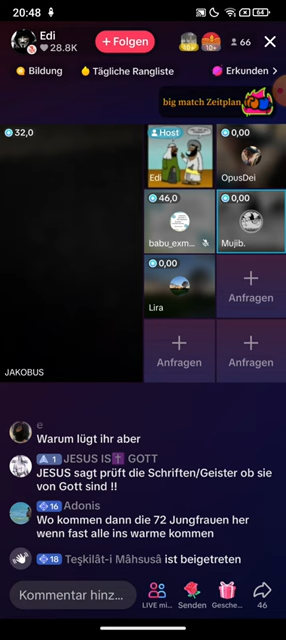 20:48
64
Edi
28.8K
+ Folgen
10+
10+
66
Bildung
Tägliche Rangliste
Erkunden >
big match Zeitplan,
32,0
Host
0,00
Edi
OpusDei
46,0
0,00
babu_exm...
Mujib.
0,00
Lira
Anfragen
Anfragen
Anfragen
JAKOBUS
e
Warum lügt ihr aber
1 JESUS IS✝️ GOTT
JESUS sagt prüft die Schriften/Geister ob sie
von Gott sind !!
16 Adonis
Wo kommen dann die 72 Jungfrauen her
wenn fast alle ins warme kommen
18 Teşkilât-i Mâhsusâ ist beigetreten
Kommentar hinz...
LIVE mi...
Senden
Gesche...
46